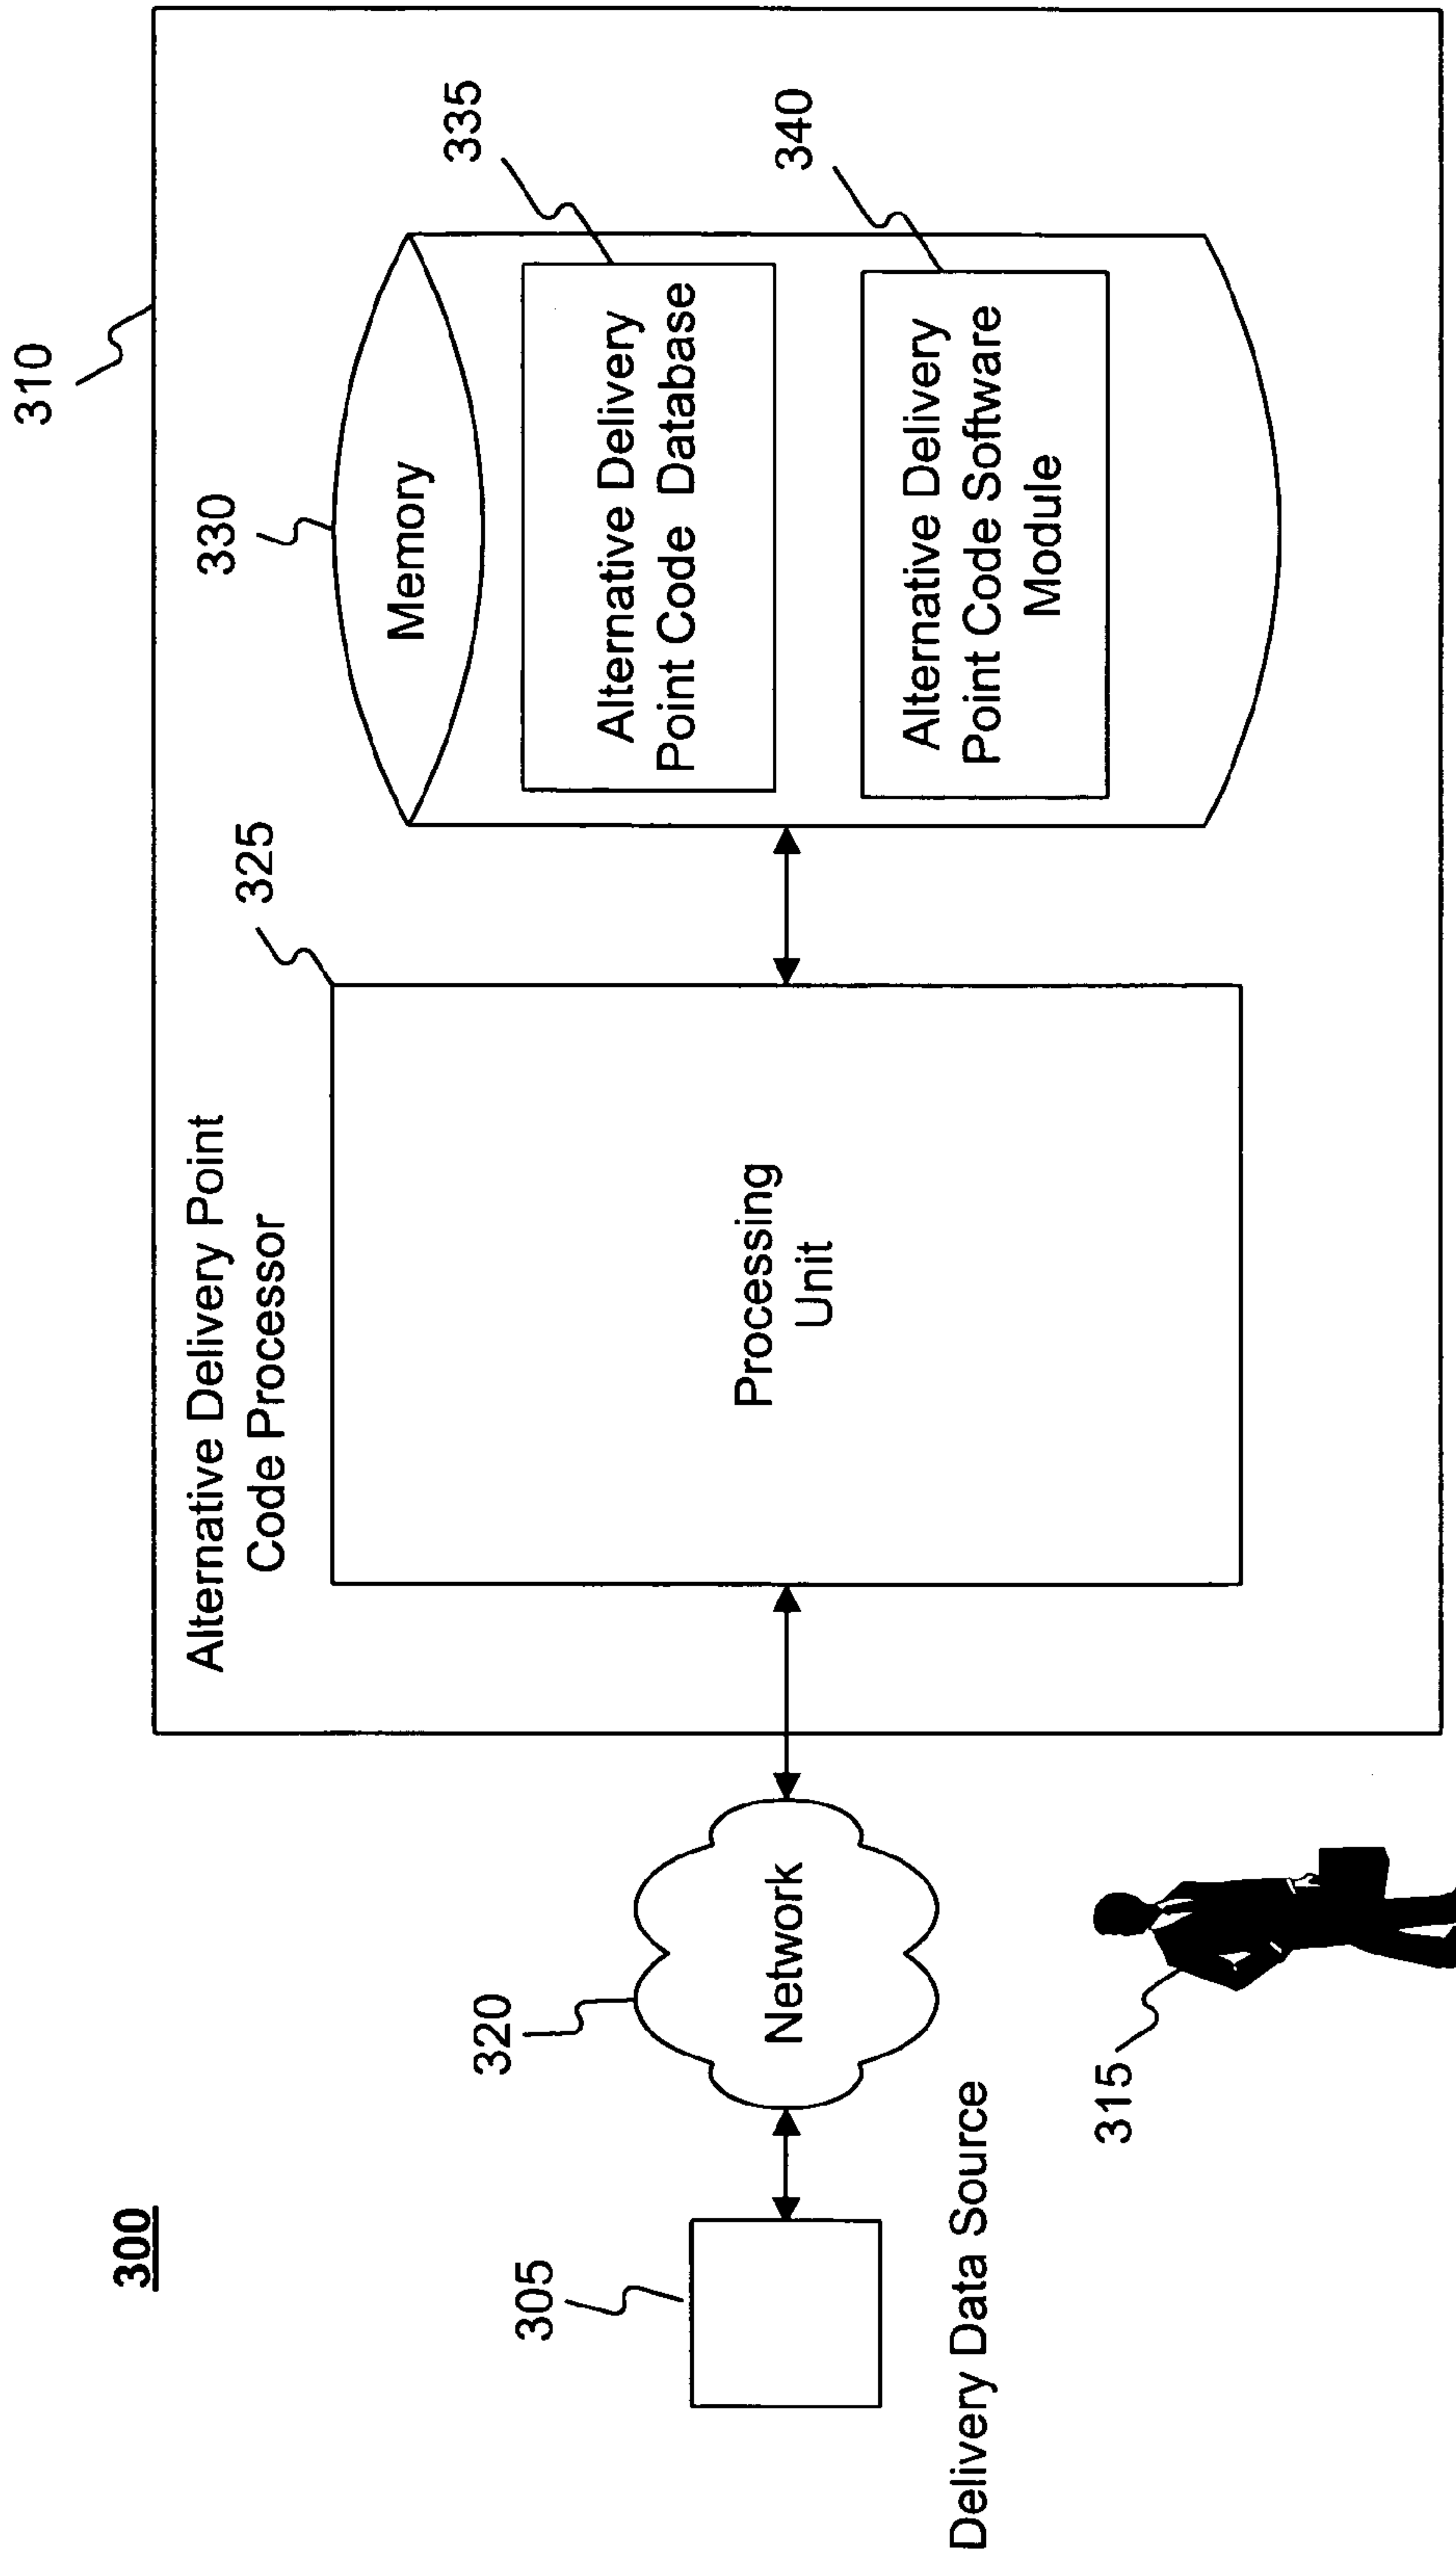 300
310
Alternative Delivery Point
Code Processor
325
330
Memory
335
Alternative Delivery
Point Code Database
340
Alternative Delivery
Point Code Software
Module
Processing
Unit
320
Network
305
Delivery Data Source
315